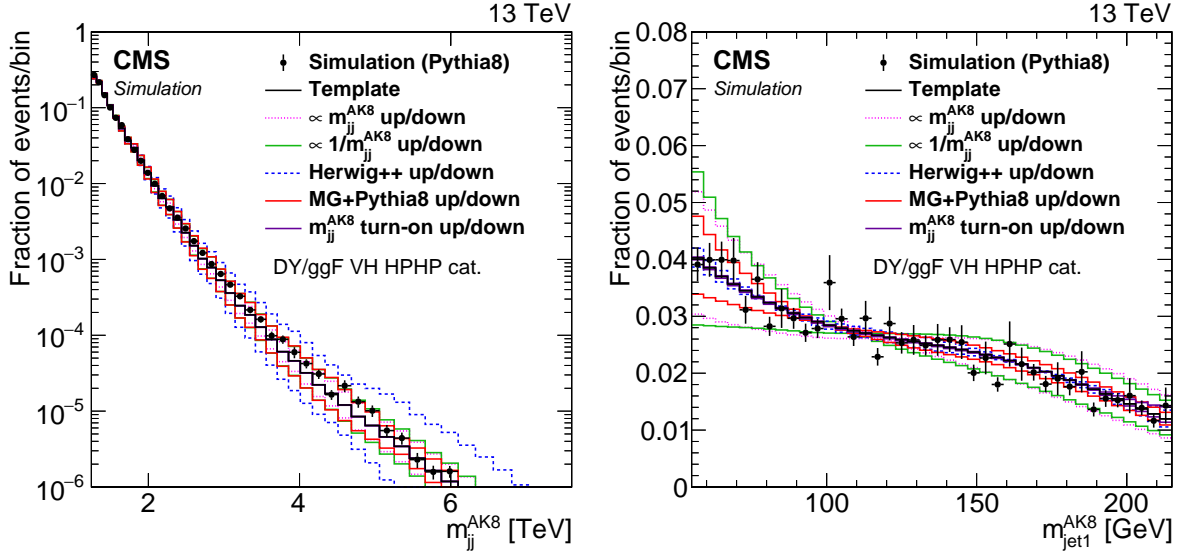 13 TeV
Fraction of events/bin
CMS
Simulation
Simulation (Pythia8)
Template
∝ m_jj^AK8 up/down
∝ 1/m_jj^AK8 up/down
Herwig++ up/down
MG+Pythia8 up/down
m_jj^AK8 turn-on up/down
DY/ggF VH HPHP cat.
1
10^−1
10^−2
10^−3
10^−4
10^−5
10^−6
2 4 6
m_jj^AK8 [TeV]
13 TeV
Fraction of events/bin
CMS
Simulation
Simulation (Pythia8)
Template
∝ m_jj^AK8 up/down
∝ 1/m_jj^AK8 up/down
Herwig++ up/down
MG+Pythia8 up/down
m_jj^AK8 turn-on up/down
DY/ggF VH HPHP cat.
0.08
0.07
0.06
0.05
0.04
0.03
0.02
0.01
0
100 150 200
m_jet1^AK8 [GeV]